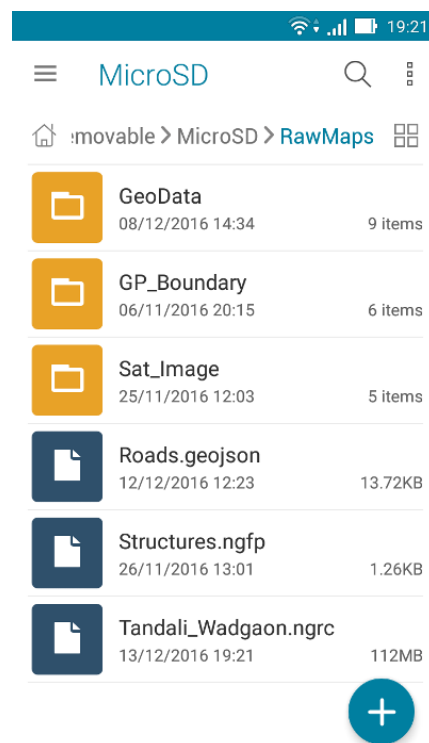 19:21
MicroSD
emovable > MicroSD > RawMaps
GeoData
08/12/2016 14:34 9 items
GP_Boundary
06/11/2016 20:15 6 items
Sat_Image
25/11/2016 12:03 5 items
Roads.geojson
12/12/2016 12:23 13.72KB
Structures.ngfp
26/11/2016 13:01 1.26KB
Tandali_Wadgaon.ngrc
13/12/2016 19:21 112MB